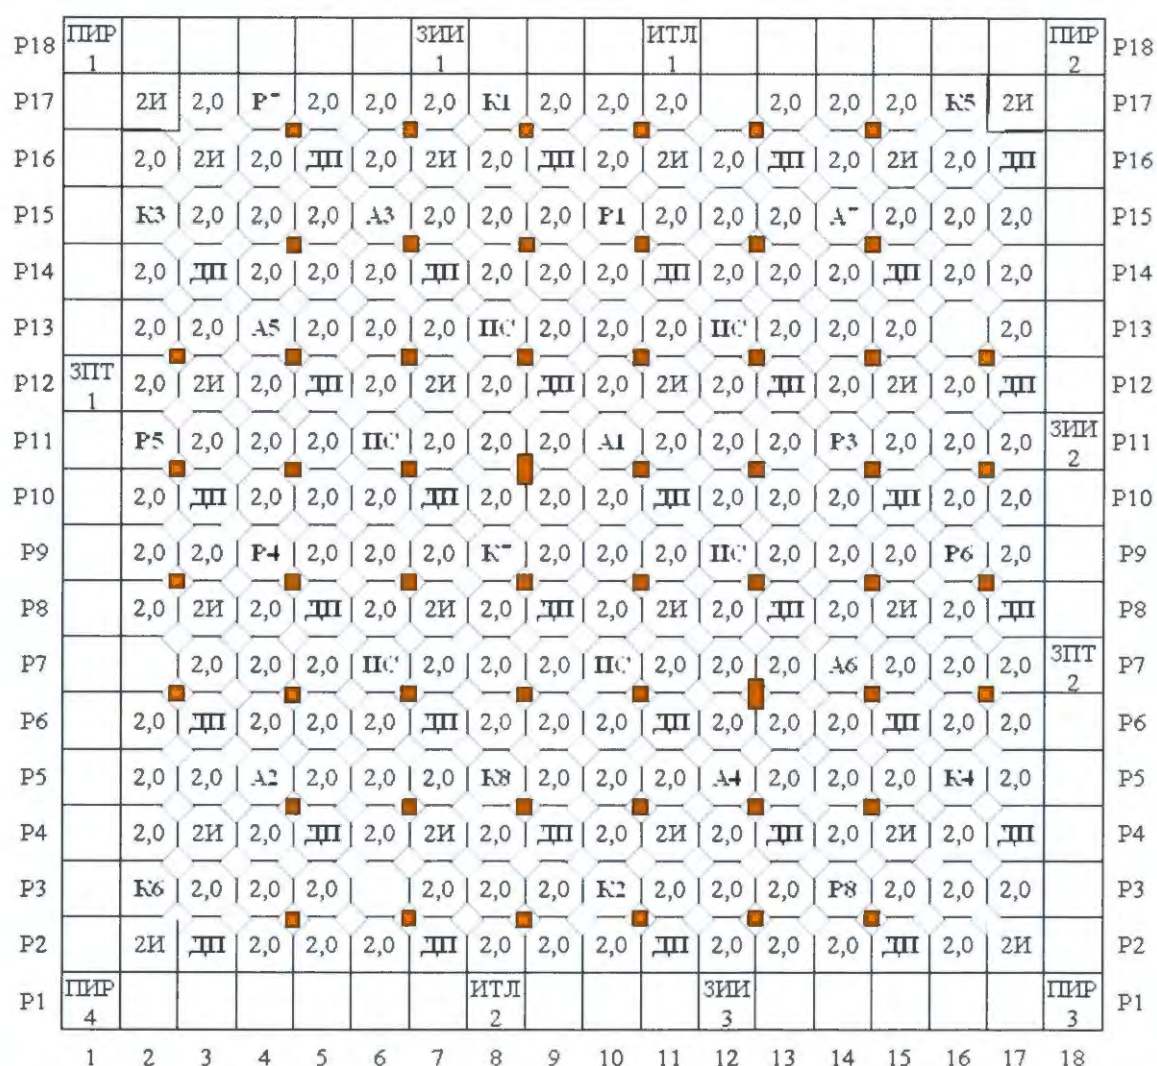 Р18 ПИР 1 ЗИИ 1 ИТЛ 1 ПИР 2 Р18
Р17 2И 2,0 Р7 2,0 2,0 2,0 К1 2,0 2,0 2,0 2,0 2,0 2,0 К5 2И Р17
Р16 2,0 2И 2,0 ДП 2,0 2И 2,0 ДП 2,0 2И 2,0 ДП 2,0 2И 2,0 ДП Р16
Р15 К3 2,0 2,0 2,0 А3 2,0 2,0 2,0 Р1 2,0 2,0 2,0 А7 2,0 2,0 2,0 Р15
Р14 2,0 ДП 2,0 2,0 2,0 ДП 2,0 2,0 2,0 ДП 2,0 2,0 2,0 ДП 2,0 2,0 Р14
Р13 2,0 2,0 А5 2,0 2,0 2,0 ПС 2,0 2,0 2,0 ПС 2,0 2,0 2,0 2,0 Р13
Р12 ЗПТ 1 2,0 2И 2,0 ДП 2,0 2И 2,0 ДП 2,0 2И 2,0 ДП 2,0 2И 2,0 ДП Р12
Р11 Р5 2,0 2,0 2,0 ПС 2,0 2,0 2,0 А1 2,0 2,0 2,0 Р3 2,0 2,0 2,0 ЗИИ 2 Р11
Р10 2,0 ДП 2,0 2,0 2,0 ДП 2,0 2,0 2,0 ДП 2,0 2,0 2,0 ДП 2,0 2,0 Р10
Р9 2,0 2,0 Р4 2,0 2,0 2,0 К7 2,0 2,0 2,0 ПС 2,0 2,0 2,0 Р6 2,0 Р9
Р8 2,0 2И 2,0 ДП 2,0 2И 2,0 ДП 2,0 2И 2,0 ДП 2,0 2И 2,0 ДП Р8
Р7 2,0 2,0 2,0 ПС 2,0 2,0 2,0 ПС 2,0 2,0 2,0 А6 2,0 2,0 2,0 ЗПТ 2 Р7
Р6 2,0 ДП 2,0 2,0 2,0 ДП 2,0 2,0 2,0 ДП 2,0 2,0 2,0 ДП 2,0 2,0 Р6
Р5 2,0 2,0 А2 2,0 2,0 2,0 К8 2,0 2,0 2,0 А4 2,0 2,0 2,0 К4 2,0 Р5
Р4 2,0 2И 2,0 ДП 2,0 2И 2,0 ДП 2,0 2И 2,0 ДП 2,0 2И 2,0 ДП Р4
Р3 К6 2,0 2,0 2,0 2,0 2,0 2,0 К2 2,0 2,0 2,0 Р8 2,0 2,0 2,0 Р3
Р2 2И ДП 2,0 2,0 2,0 ДП 2,0 2,0 2,0 ДП 2,0 2,0 2,0 ДП 2,0 2И Р2
Р1 ПИР 4 ИТЛ 2 ЗИИ 3 ПИР 3 Р1
1 2 3 4 5 6 7 8 9 10 11 12 13 14 15 16 17 18